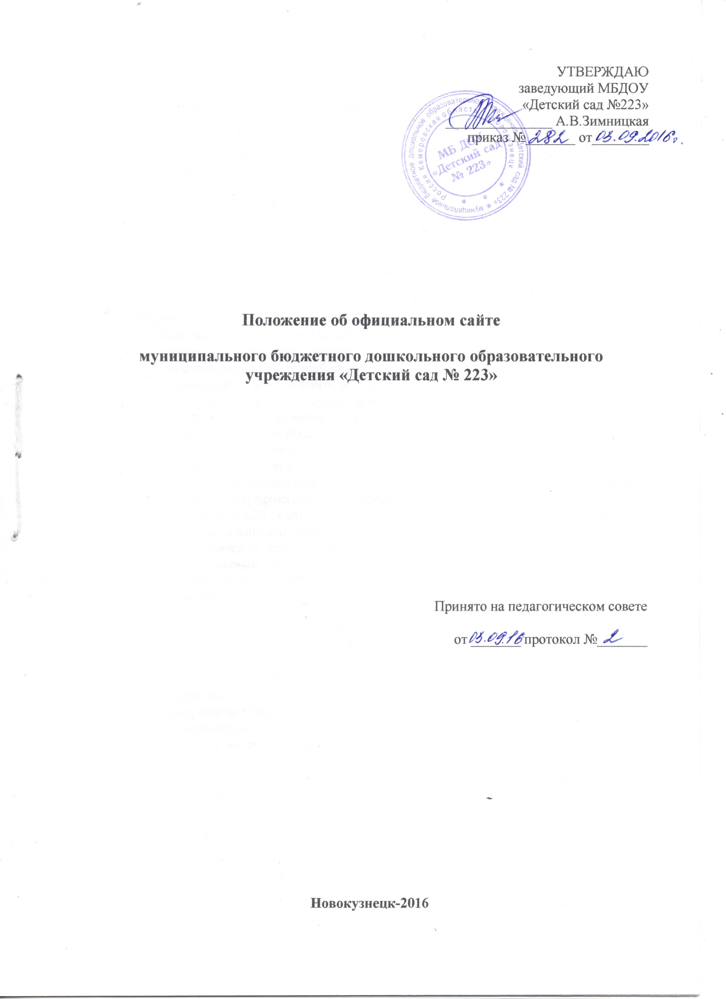 УТВЕРЖДАЮ
заведующий МБДОУ
«Детский сад №223»
А.В.Зимницкая
приказ № 282 от 03.09.2016г.
муниципальное бюджетное дошкольное образовательное учреждение «Детский сад № 223»
Россия Кемеровская область Новокузнецк
МБ ДОУ
«Детский сад
№ 223»
Положение об официальном сайте
муниципального бюджетного дошкольного образовательного
учреждения «Детский сад № 223»
Принято на педагогическом совете
от 03.09.16 протокол № 2
Новокузнецк-2016